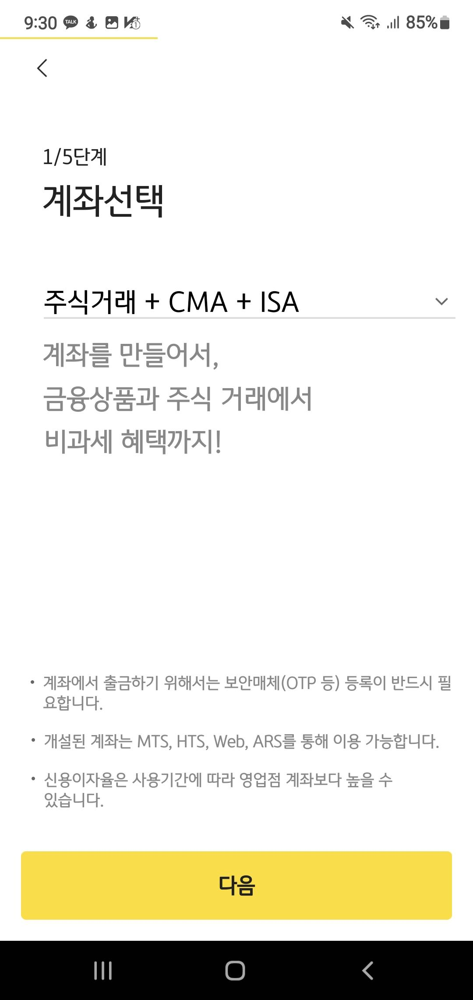 9:30 TALK 85%
1/5단계
계좌선택
주식거래 + CMA + ISA
계좌를 만들어서,
금융상품과 주식 거래에서
비과세 혜택까지!
• 계좌에서 출금하기 위해서는 보안매체(OTP 등) 등록이 반드시 필
요합니다.
• 개설된 계좌는 MTS, HTS, Web, ARS를 통해 이용 가능합니다.
• 신용이자율은 사용기간에 따라 영업점 계좌보다 높을 수
있습니다.
다음